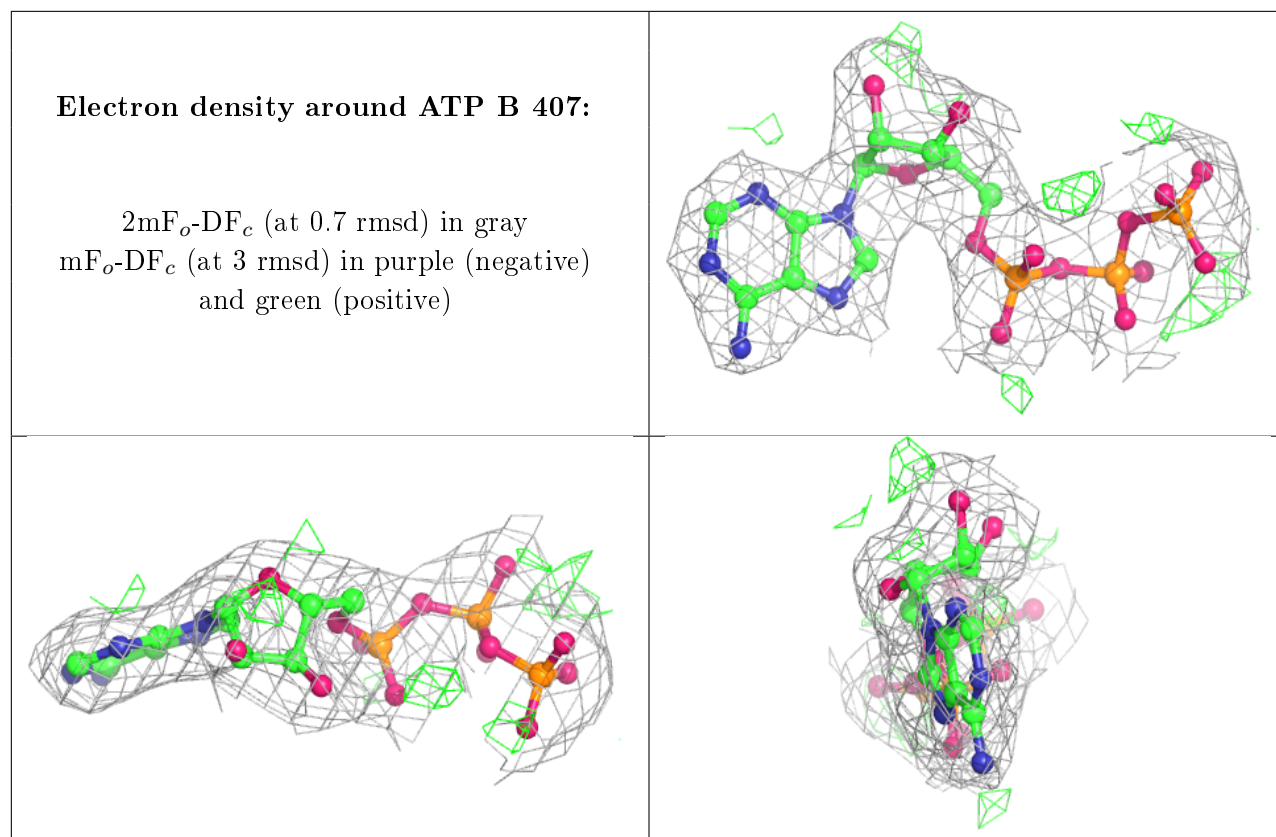 Electron density around ATP B 407:
2mFₒ-DF𝒸 (at 0.7 rmsd) in gray
mFₒ-DF𝒸 (at 3 rmsd) in purple (negative)
and green (positive)